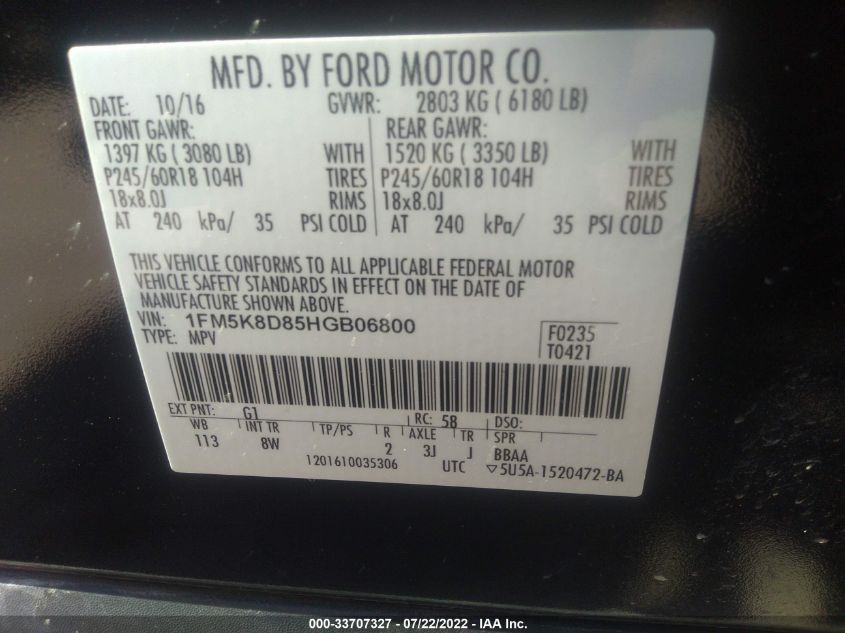 MFD. BY FORD MOTOR CO.
DATE: 10/16 GVWR: 2803 KG ( 6180 LB)
FRONT GAWR: REAR GAWR:
1397 KG ( 3080 LB) WITH 1520 KG ( 3350 LB) WITH
P245/60R18 104H TIRES P245/60R18 104H TIRES
18x8.0J RIMS 18x8.0J RIMS
AT 240 kPa/ 35 PSI COLD AT 240 kPa/ 35 PSI COLD
THIS VEHICLE CONFORMS TO ALL APPLICABLE FEDERAL MOTOR
VEHICLE SAFETY STANDARDS IN EFFECT ON THE DATE OF
MANUFACTURE SHOWN ABOVE.
VIN: 1FM5K8D85HGB06800 F0235
TYPE: MPV T0421
EXT PNT: G1 RC: 58 DSO:
WB INT TR TP/PS R AXLE TR SPR
113 8W 2 3J J BBAA
1201610035306 UTC ▽5U5A-1520472-BA
000-33707327 - 07/22/2022 - IAA Inc.